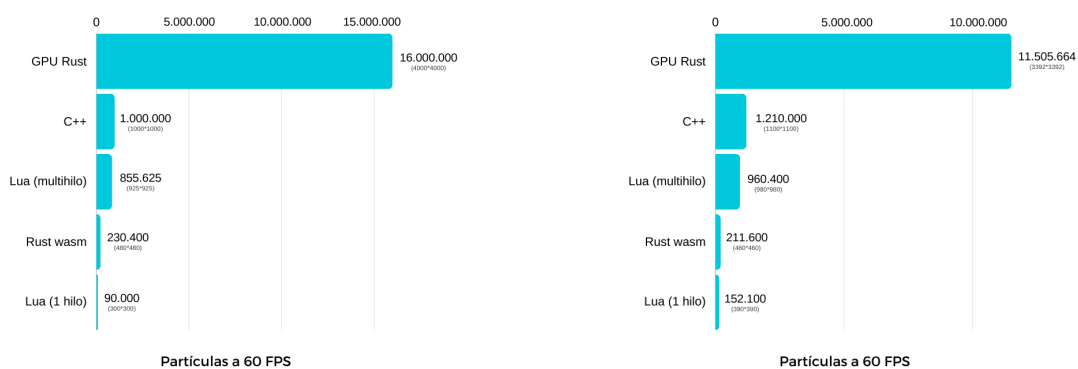 0 5.000.000 10.000.000 15.000.000
GPU Rust
16.000.000
(4000*4000)
C++
1.000.000
(1000*1000)
Lua (multihilo)
855.625
(925*925)
Rust wasm
230.400
(480*480)
Lua (1 hilo)
90.000
(300*300)
Partículas a 60 FPS
0 5.000.000 10.000.000
GPU Rust
11.505.664
(3392*3392)
C++
1.210.000
(1100*1100)
Lua (multihilo)
960.400
(980*980)
Rust wasm
211.600
(460*460)
Lua (1 hilo)
152.100
(390*390)
Partículas a 60 FPS